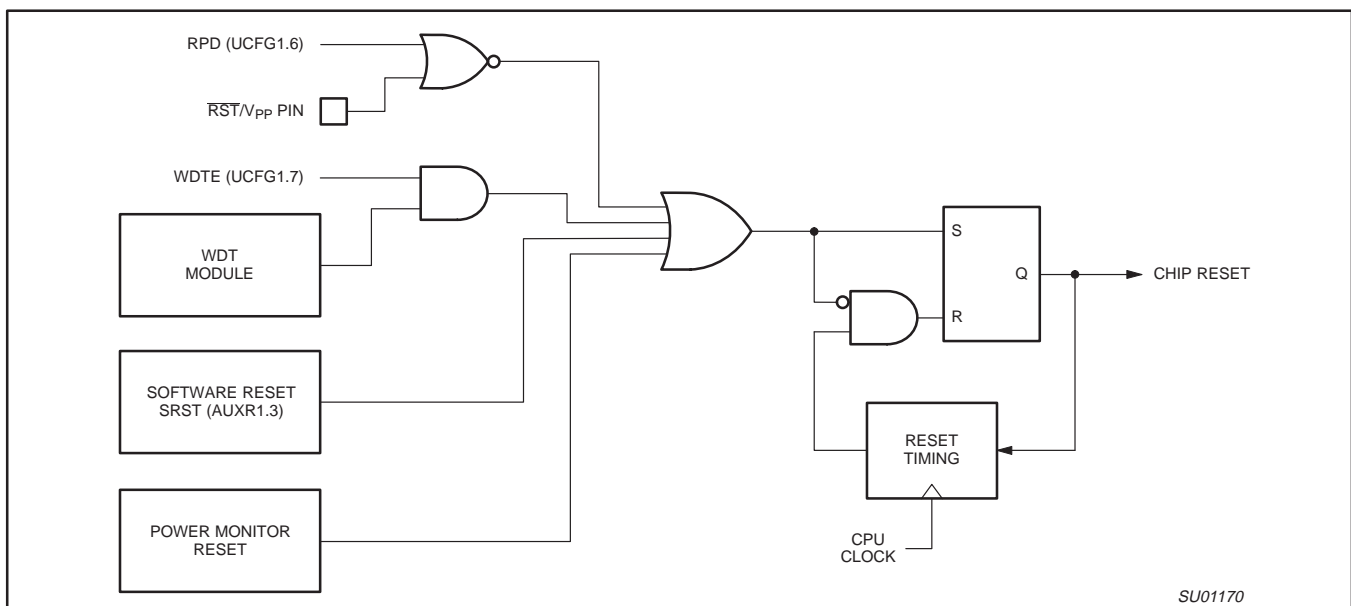 RPD (UCFG1.6)
RST/VPP PIN
WDTE (UCFG1.7)
WDT
MODULE
SOFTWARE RESET
SRST (AUXR1.3)
POWER MONITOR
RESET
S
Q
R
CHIP RESET
RESET
TIMING
CPU
CLOCK
SU01170